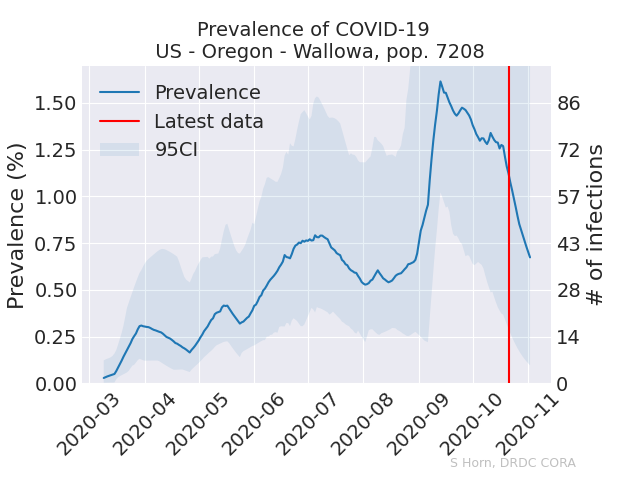 Prevalence of COVID-19
US - Oregon - Wallowa, pop. 7208
Prevalence
Latest data
95CI
Prevalence (%)
1.50
1.25
1.00
0.75
0.50
0.25
0.00
86
72
57
43
28
14
0
# of infections
2020-03
2020-04
2020-05
2020-06
2020-07
2020-08
2020-09
2020-10
2020-11
S Horn, DRDC CORA